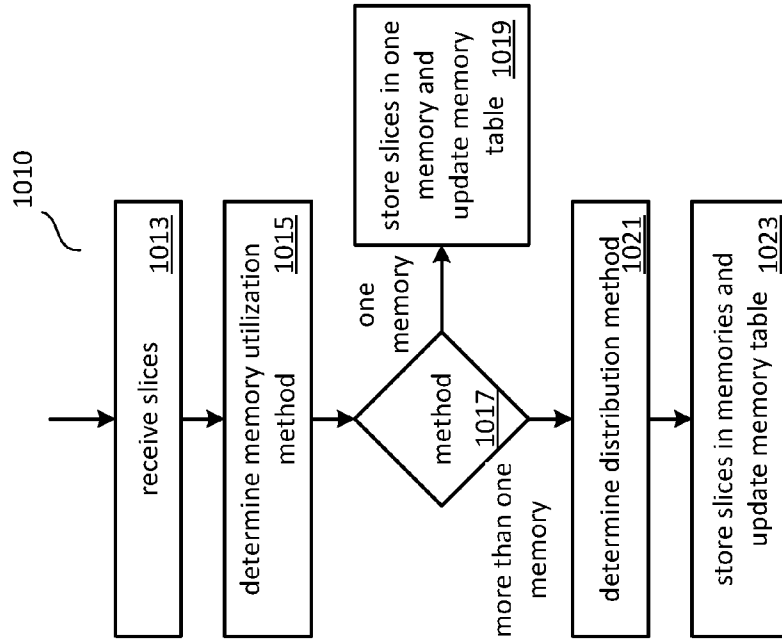 1010
receive slices
1013
determine memory utilization
method
1015
method
1017
one
memory
store slices in one
memory and
update memory
table
1019
more than one
memory
determine distribution method
1021
store slices in memories and
update memory table
1023